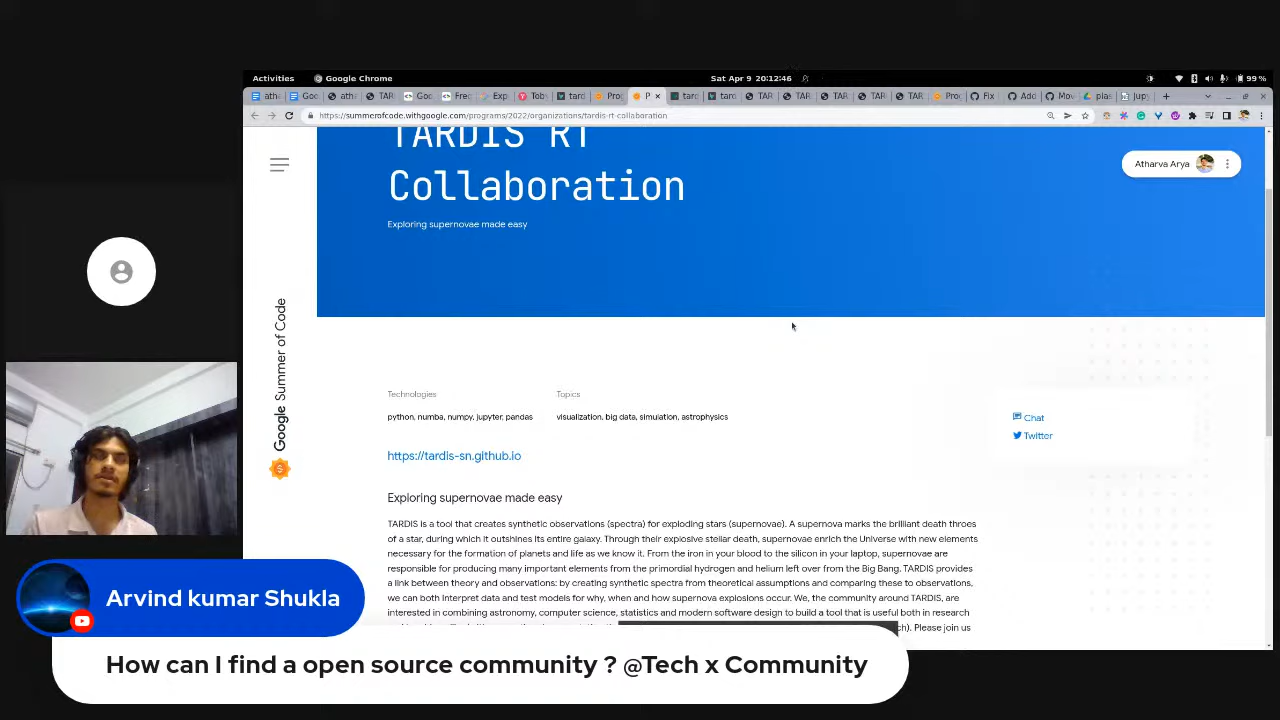 Activities
Google Chrome
Sat Apr 9 20:12:46
99 %
https://summerofcode.withgoogle.com/programs/2022/organizations/tardis-rt-collaboration
TARDIS RT
Collaboration
Exploring supernovae made easy
Atharva Arya
Google Summer of Code
Technologies
python, numba, numpy, jupyter, pandas
Topics
visualization, big data, simulation, astrophysics
Chat
Twitter
https://tardis-sn.github.io
Exploring supernovae made easy
TARDIS is a tool that creates synthetic observations (spectra) for exploding stars (supernovae). A supernova marks the brilliant death throes
of a star, during which it outshines its entire galaxy. Through their explosive stellar death, supernovae enrich the Universe with new elements
necessary for the formation of planets and life as we know it. From the iron in your blood to the silicon in your laptop, supernovae are
responsible for producing many important elements from the primordial hydrogen and helium left over from the Big Bang. TARDIS provides
a link between theory and observations: by creating synthetic spectra from theoretical assumptions and comparing these to observations,
we can both interpret data and test models for why, when and how supernova explosions occur. We, the community around TARDIS, are
interested in combining astronomy, computer science, statistics and modern software design to build a tool that is useful both in research
ch). Please join us
Arvind kumar Shukla
How can I find a open source community ? @Tech x Community